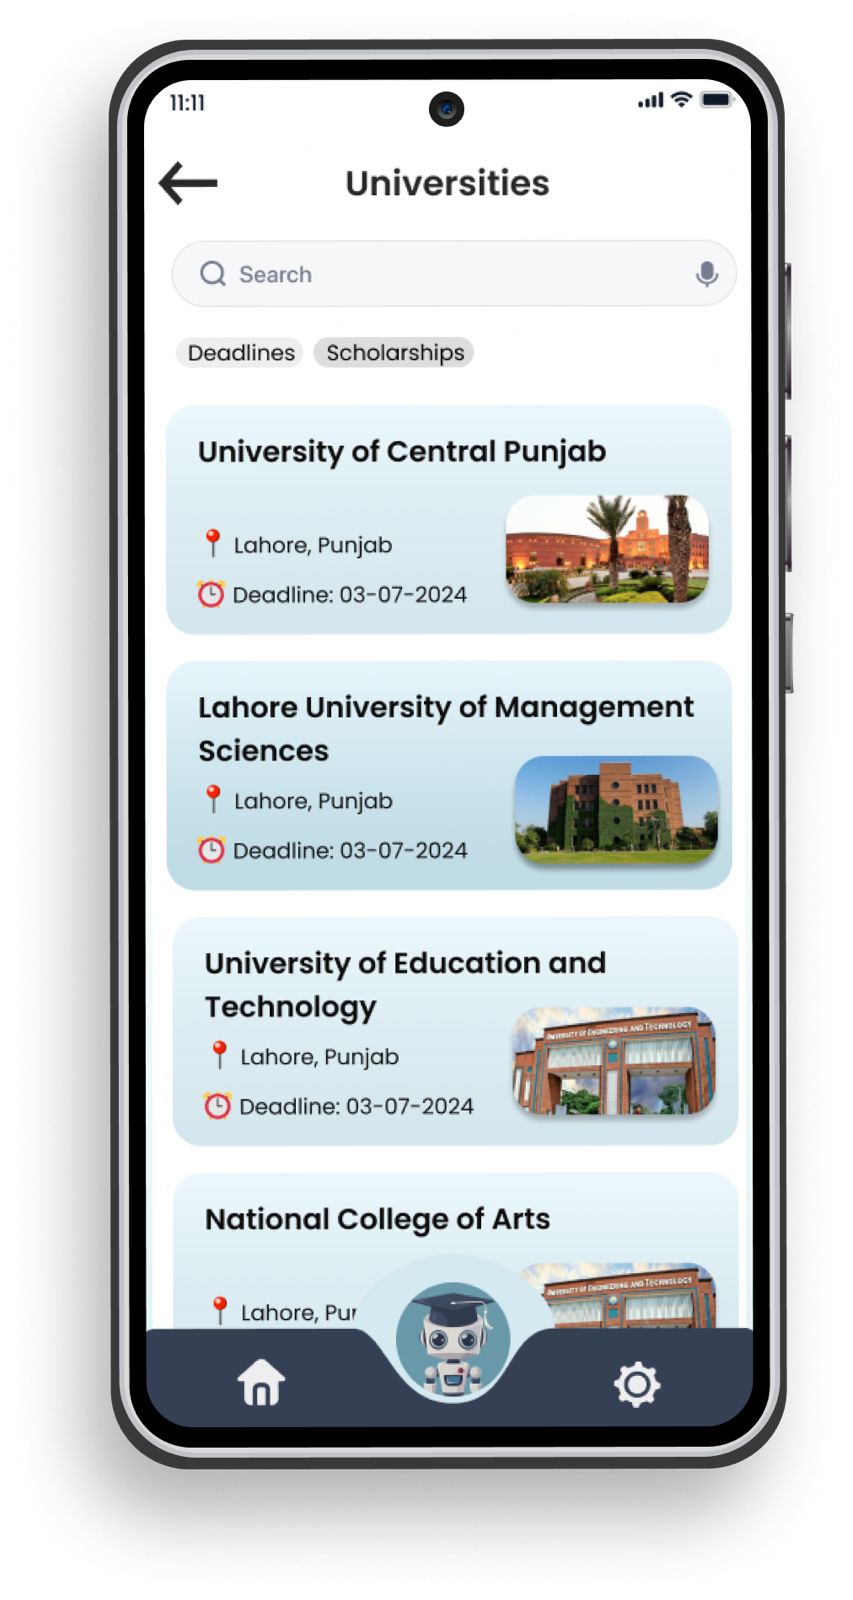 11:11
Universities
Search
Deadlines
Scholarships
University of Central Punjab
Lahore, Punjab
Deadline: 03-07-2024
Lahore University of Management
Sciences
Lahore, Punjab
Deadline: 03-07-2024
University of Education and
Technology
UNIVERSITY OF ENGINEERING AND TECHNOLOGY
Lahore, Punjab
Deadline: 03-07-2024
National College of Arts
UNIVERSITY OF ENGINEERING AND TECHNOLOGY
Lahore, Pur